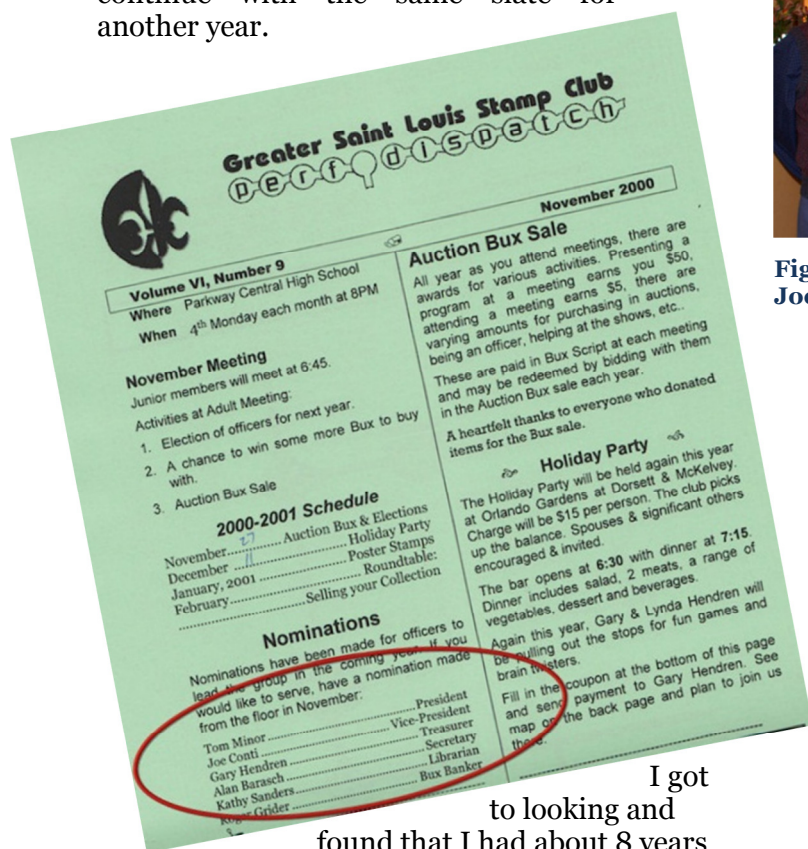 continue with the same slate for
another year.
Greater Saint Louis Stamp Club
perf dispatch
November 2000
Volume VI, Number 9
Where Parkway Central High School
When 4th Monday each month at 8PM
November Meeting
Junior members will meet at 6:45.
Activities at Adult Meeting:
1. Election of officers for next year.
2. A chance to win some more Bux to buy
with.
3. Auction Bux Sale
2000-2001 Schedule
November 27 Auction Bux & Elections
December 11 Holiday Party
January, 2001 Poster Stamps
February Roundtable:
Selling your Collection
Nominations
Nominations have been made for officers to
lead the group in the coming year. If you
would like to serve, have a nomination made
from the floor in November:
Tom Minor President
Joe Conti Vice-President
Gary Hendren Treasurer
Alan Barasch Secretary
Kathy Sanders Librarian
Roger Grider Bux Banker
Auction Bux Sale
All year as you attend meetings, there are
awards for various activities. Presenting a
program at a meeting earns you $50,
attending a meeting earns $5, there are
varying amounts for purchasing in auctions,
being an officer, helping at the shows, etc..
These are paid in Bux Script at each meeting
and may be redeemed by bidding with them
in the Auction Bux sale each year.
A heartfelt thanks to everyone who donated
items for the Bux sale.
Holiday Party
The Holiday Party will be held again this year
at Orlando Gardens at Dorsett & McKelvey.
Charge will be $15 per person. The club picks
up the balance. Spouses & significant others
encouraged & invited.
The bar opens at 6:30 with dinner at 7:15.
Dinner includes salad, 2 meats, a range of
vegetables, dessert and beverages.
Again this year, Gary & Lynda Hendren will
be pulling out the stops for fun games and
brain twisters.
Fill in the coupon at the bottom of this page
and send payment to Gary Hendren. See
map on the back page and plan to join us
there.
Fig
I got
to looking and
found that I had about 8 years